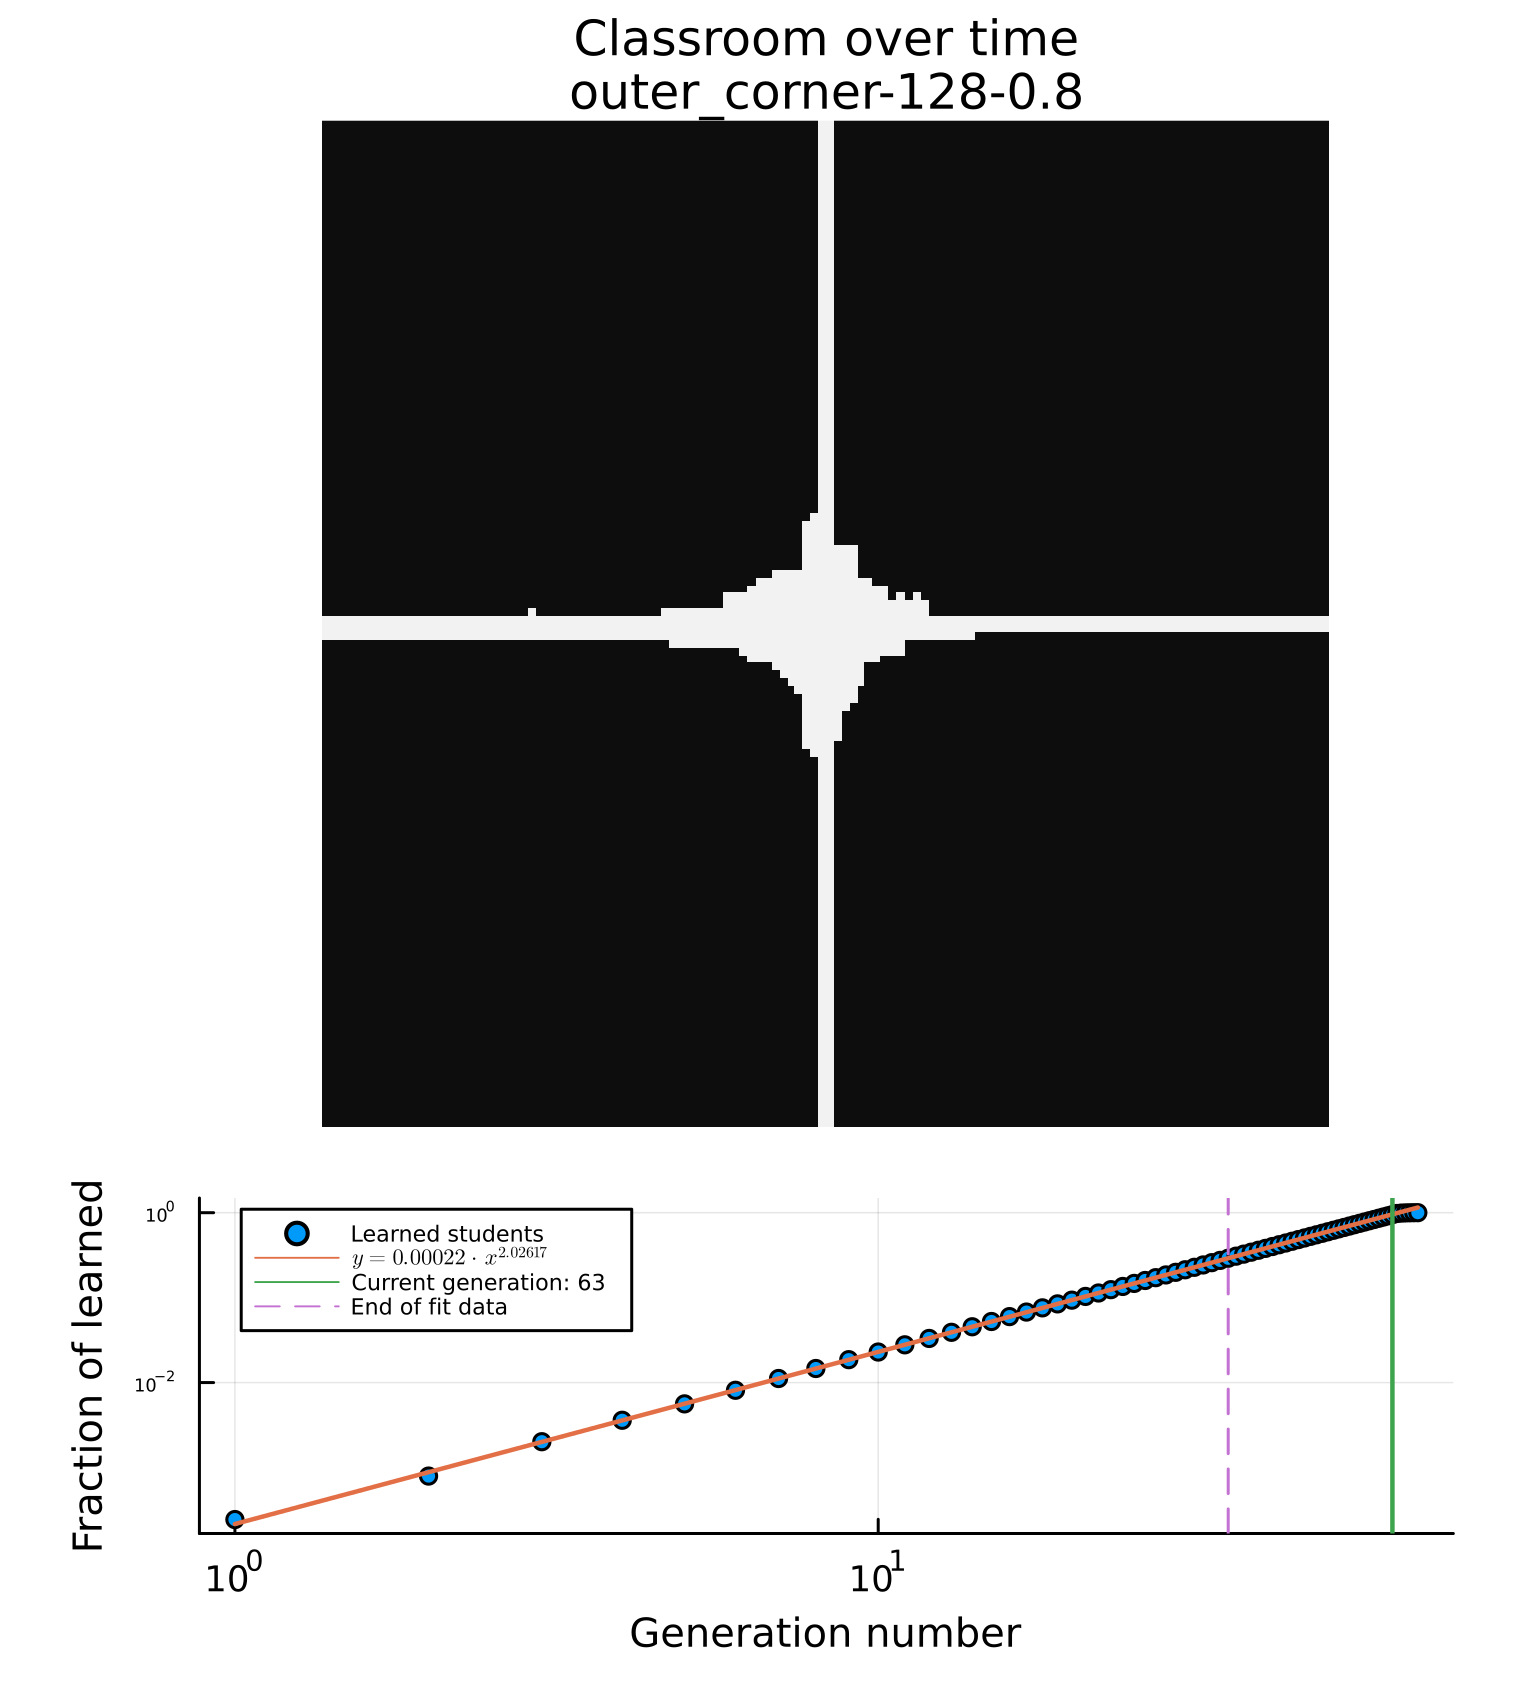 Classroom over time
outer_corner-128-0.8
Fraction of learned
10^0
10^-2
Learned students
y = 0.00022 · x^2.02617
Current generation: 63
End of fit data
10^0
10^1
Generation number